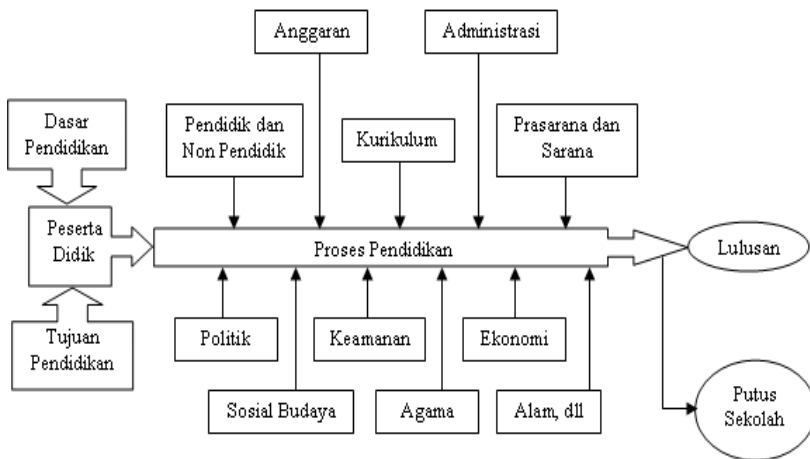 Anggaran
Administrasi
Dasar
Pendidikan
Pendidik dan
Non Pendidik
Kurikulum
Prasarana dan
Sarana
Peserta
Didik
Proses Pendidikan
Lulusan
Tujuan
Pendidikan
Politik
Keamanan
Ekonomi
Sosial Budaya
Agama
Alam, dll
Putus
Sekolah